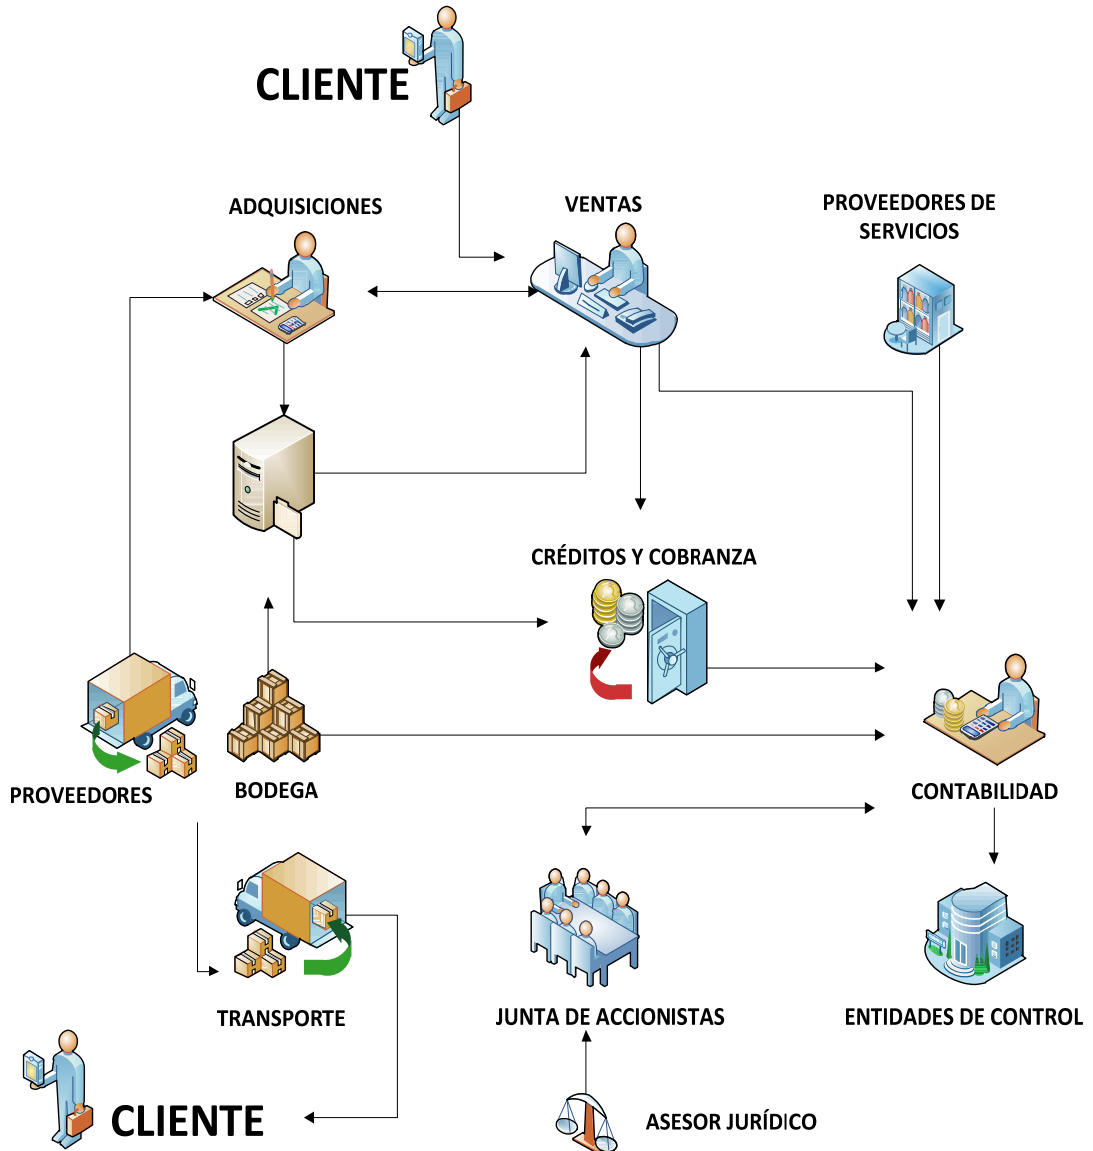 CLIENTE
ADQUISICIONES
VENTAS
PROVEEDORES DE
SERVICIOS
CRÉDITOS Y COBRANZA
PROVEEDORES
BODEGA
CONTABILIDAD
TRANSPORTE
JUNTA DE ACCIONISTAS
ENTIDADES DE CONTROL
CLIENTE
ASESOR JURÍDICO